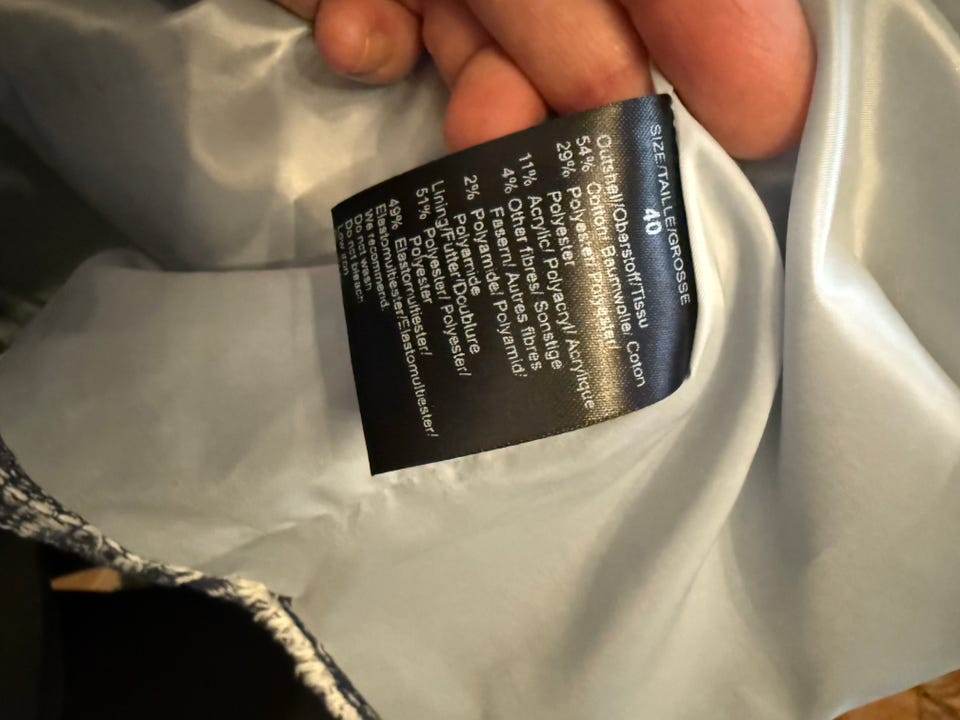 SIZE/TAILLE/GRÖSSE
40
Outshell/Oberstoff/Tissu
54% Cotton/ Baumwolle/ Coton
29% Polyester/ Polyester/
Polyester
11% Acrylic/ Polyacryl/ Acrylique
4% Other fibres/ Sonstige
Fasern/ Autres fibres
2% Polyamide/ Polyamid/
Polyamide
Lining/Futter/Doublure
51% Polyester/ Polyester/
Polyester
49% Elastomultiester/
Elastomultiester/Elastomultiester/
We recommend:
Do not wash
Do not bleach
Low iron